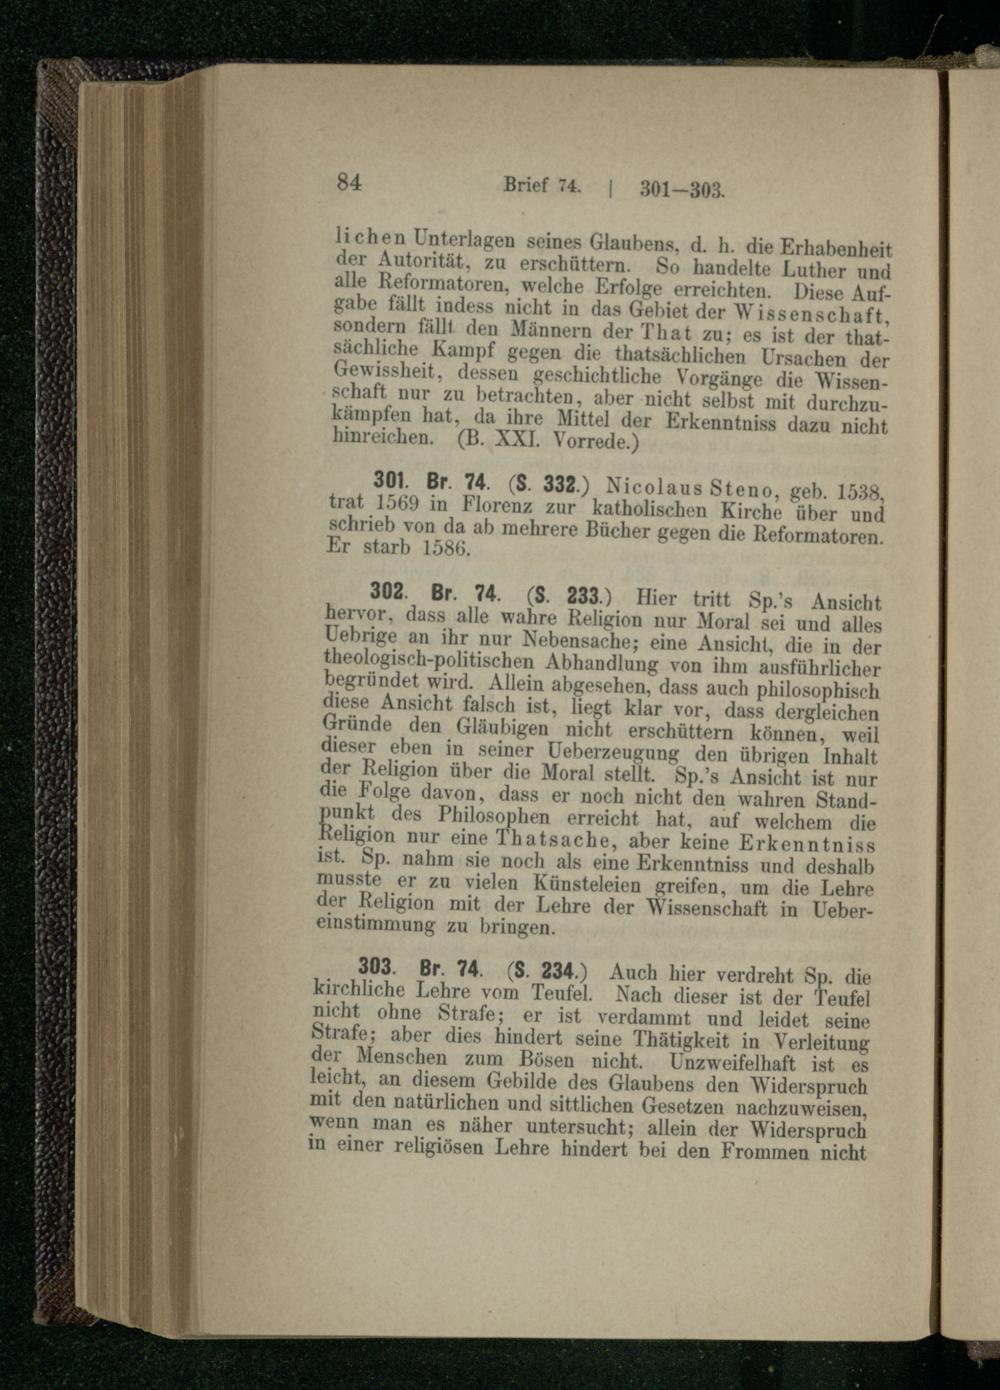 84 Brief 74. | 301—303.
lichen Unterlagen seines Glaubens, d. h. die Erhabenheit
der Autorität, zu erschüttern. So handelte Luther und
alle Reformatoren, welche Erfolge erreichten. Diese Auf-
gabe fällt indess nicht in das Gebiet der Wissenschaft,
sondern fällt den Männern der That zu; es ist der that-
sächliche Kampf gegen die thatsächlichen Ursachen der
Gewissheit, dessen geschichtliche Vorgänge die Wissen-
schaft nur zu betrachten, aber nicht selbst mit durchzu-
kämpfen hat, da ihre Mittel der Erkenntniss dazu nicht
hinreichen. (B. XXI. Vorrede.)
301. Br. 74. (S. 332.) Nicolaus Steno, geb. 1538,
trat 1569 in Florenz zur katholischen Kirche über und
schrieb von da ab mehrere Bücher gegen die Reformatoren.
Er starb 1586.
302. Br. 74. (S. 233.) Hier tritt Sp.'s Ansicht
hervor, dass alle wahre Religion nur Moral sei und alles
Uebrige an ihr nur Nebensache; eine Ansicht, die in der
theologisch-politischen Abhandlung von ihm ausführlicher
begründet wird. Allein abgesehen, dass auch philosophisch
diese Ansicht falsch ist, liegt klar vor, dass dergleichen
Gründe den Gläubigen nicht erschüttern können, weil
dieser eben in seiner Ueberzeugung den übrigen Inhalt
der Religion über die Moral stellt. Sp.'s Ansicht ist nur
die Folge davon, dass er noch nicht den wahren Stand-
punkt des Philosophen erreicht hat, auf welchem die
Religion nur eine Thatsache, aber keine Erkenntniss
ist. Sp. nahm sie noch als eine Erkenntniss und deshalb
musste er zu vielen Künsteleien greifen, um die Lehre
der Religion mit der Lehre der Wissenschaft in Ueber-
einstimmung zu bringen.
303. Br. 74. (S. 234.) Auch hier verdreht Sp. die
kirchliche Lehre vom Teufel. Nach dieser ist der Teufel
nicht ohne Strafe; er ist verdammt und leidet seine
Strafe; aber dies hindert seine Thätigkeit in Verleitung
der Menschen zum Bösen nicht. Unzweifelhaft ist es
leicht, an diesem Gebilde des Glaubens den Widerspruch
mit den natürlichen und sittlichen Gesetzen nachzuweisen,
wenn man es näher untersucht; allein der Widerspruch
in einer religiösen Lehre hindert bei den Frommen nicht